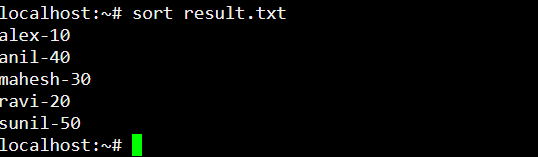 localhost:~# sort result.txt
alex-10
anil-40
mahesh-30
ravi-20
sunil-50
localhost:~#